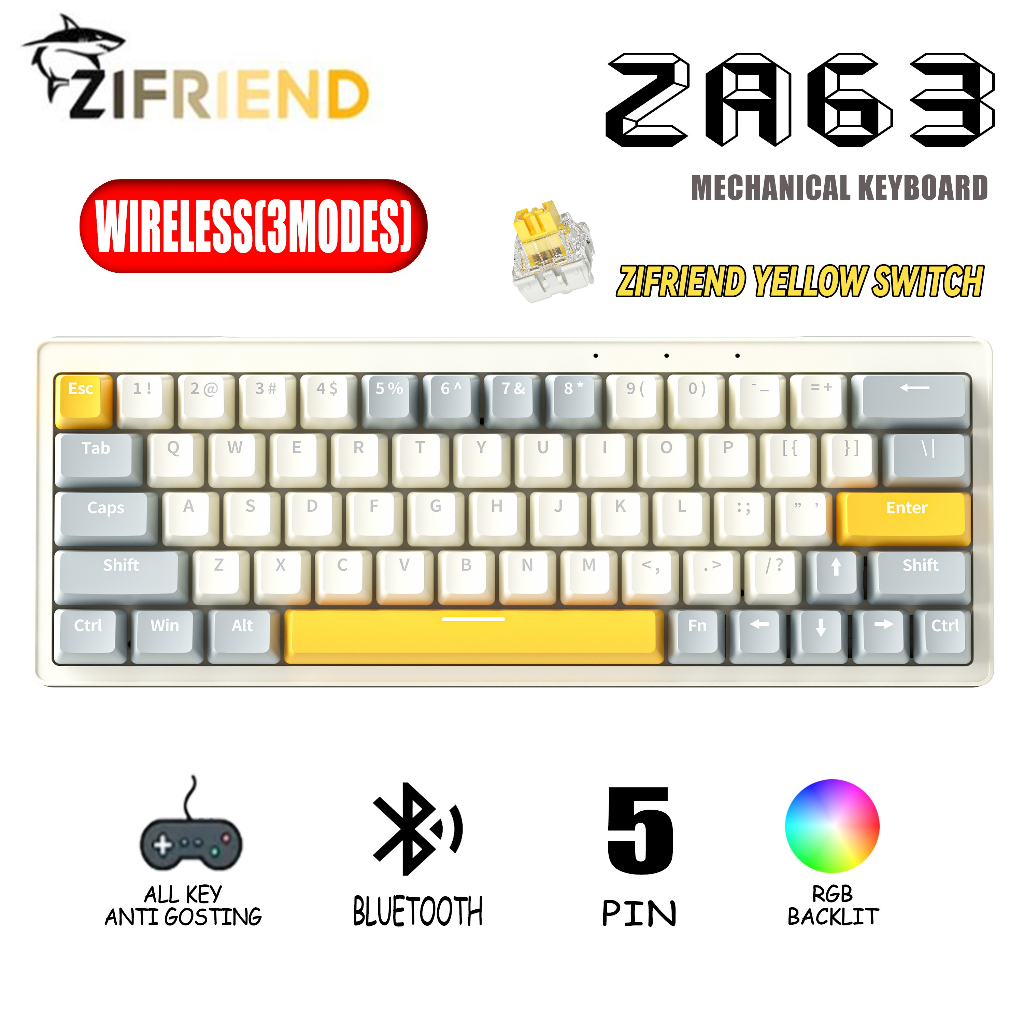 ZIFRIEND
ZA63
MECHANICAL KEYBOARD
WIRELESS(3MODES)
ZIFRIEND YELLOW SWITCH
Esc 1! 2@ 3# 4$ 5% 6^ 7& 8* 9( 0) -_ =+ ←
Tab Q W E R T Y U I O P [{ }] \|
Caps A S D F G H J K L :; " ' Enter
Shift Z X C V B N M <, .> /? ↑ Shift
Ctrl Win Alt Fn ← ↓ → Ctrl
ALL KEY
ANTI GOSTING
BLUETOOTH
5
PIN
RGB
BACKLIT